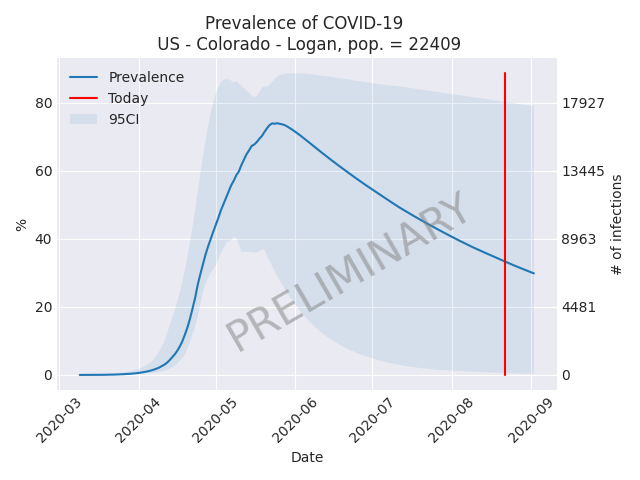 Prevalence of COVID-19
US - Colorado - Logan, pop. = 22409
Prevalence
Today
95CI
%
80
60
40
20
0
17927
13445
8963
4481
0
# of infections
PRELIMINARY
2020-03
2020-04
2020-05
2020-06
2020-07
2020-08
2020-09
Date